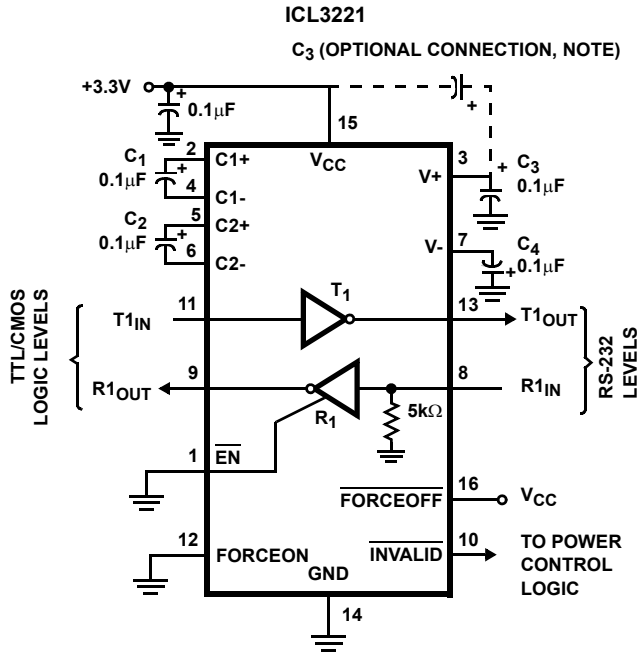 ICL3221
C3 (OPTIONAL CONNECTION, NOTE)
+3.3V
+
0.1µF
+
15
2
C1
0.1µF
+
4
C1+
C1-
VCC
3
V+
+
C3
0.1µF
5
C2
0.1µF
+
6
C2+
C2-
7
V-
C4
0.1µF
+
TTL/CMOS
LOGIC LEVELS
T1IN
11
T1
13
T1OUT
RS-232
LEVELS
R1OUT
9
R1
5kΩ
8
R1IN
1
EN
16
FORCEOFF
VCC
12
FORCEON
INVALID
10
TO POWER
CONTROL
LOGIC
GND
14